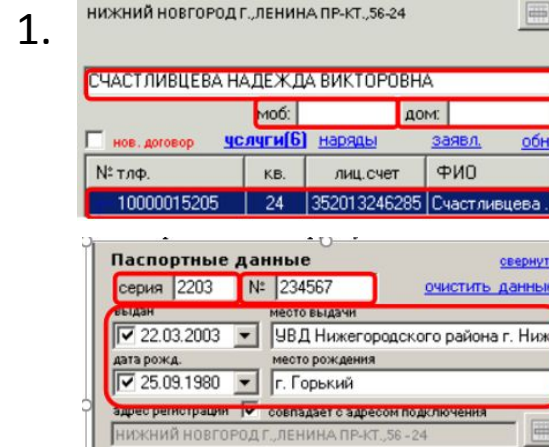 1.
НИЖНИЙ НОВГОРОД Г.,ЛЕНИНА ПР-КТ.,56-24
СЧАСТЛИВЦЕВА НАДЕЖДА ВИКТОРОВНА
моб: дом:
нов. договор услуги(6) наряды заявл. обн
№ тлф. кв. лиц.счет ФИО
10000015205 24 352013246285 Счастливцева .
Паспортные данные свернут
серия 2203 № 234567 очистить данные
выдан место выдачи
22.03.2003 УВД Нижегородского района г. Ниж
дата рожд. место рождения
25.09.1980 г. Горький
адрес регистрации совпадает с адресом подключения
НИЖНИЙ НОВГОРОД Г.,ЛЕНИНА ПР-КТ.,56-24